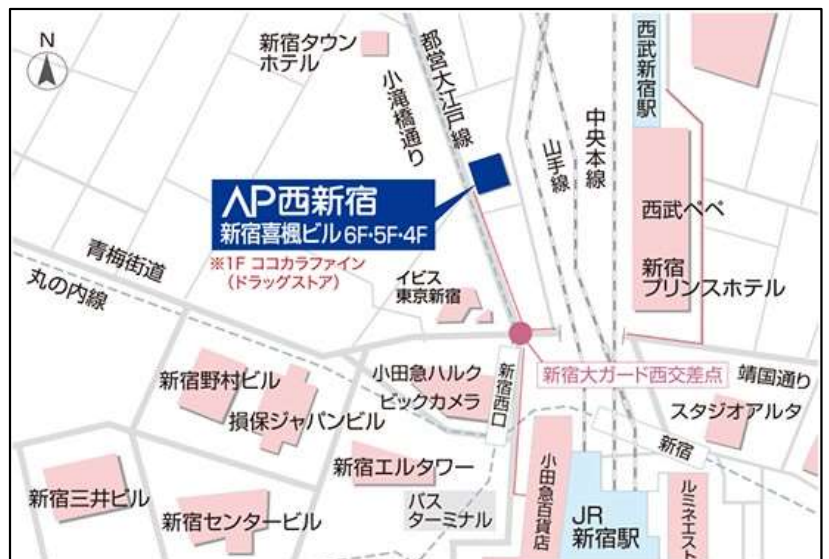 N
新宿タウン
ホテル
都営大江戸線
小滝橋通り
西武新宿駅
中央本線
山手線
AP西新宿
新宿喜楓ビル 6F・5F・4F
※1F ココカラファイン
(ドラッグストア)
西武ペペ
新宿
プリンスホテル
青梅街道
丸の内線
イビス
東京新宿
新宿大ガード西交差点
靖国通り
新宿野村ビル
損保ジャパンビル
小田急ハルク
ビックカメラ
新宿西口
スタジオアルタ
新宿
新宿エルタワー
小田急百貨店
新宿三井ビル
新宿センタービル
バス
ターミナル
JR
新宿駅
ルミネエスト